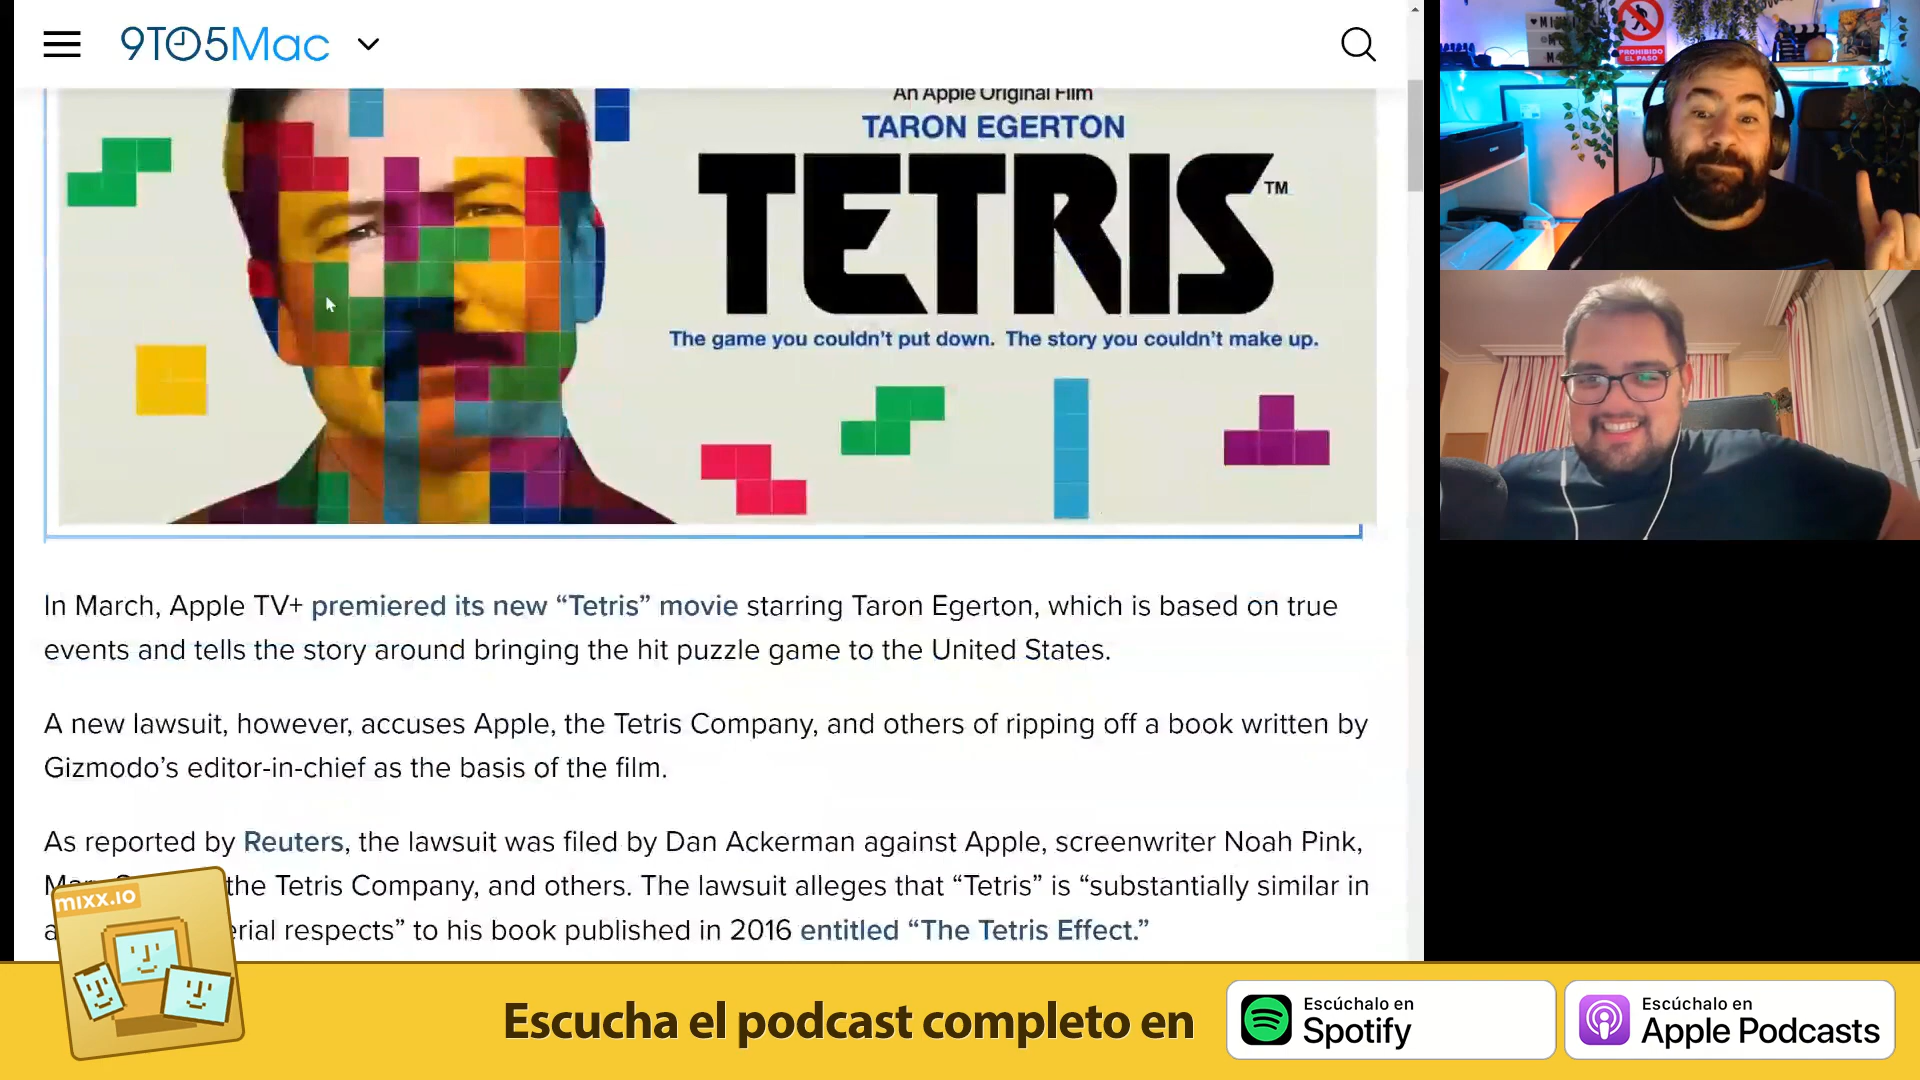 9TO5Mac
An Apple Original Film
TARON EGERTON
TETRIS™
The game you couldn't put down. The story you couldn't make up.
In March, Apple TV+ premiered its new “Tetris” movie starring Taron Egerton, which is based on true
events and tells the story around bringing the hit puzzle game to the United States.
A new lawsuit, however, accuses Apple, the Tetris Company, and others of ripping off a book written by
Gizmodo’s editor-in-chief as the basis of the film.
As reported by Reuters, the lawsuit was filed by Dan Ackerman against Apple, screenwriter Noah Pink,
the Tetris Company, and others. The lawsuit alleges that “Tetris” is “substantially similar in
respects” to his book published in 2016 entitled “The Tetris Effect.”
mixx.io
Escucha el podcast completo en
Escúchalo en
Spotify
Escúchalo en
Apple Podcasts
PROHIBIDO
EL PASO